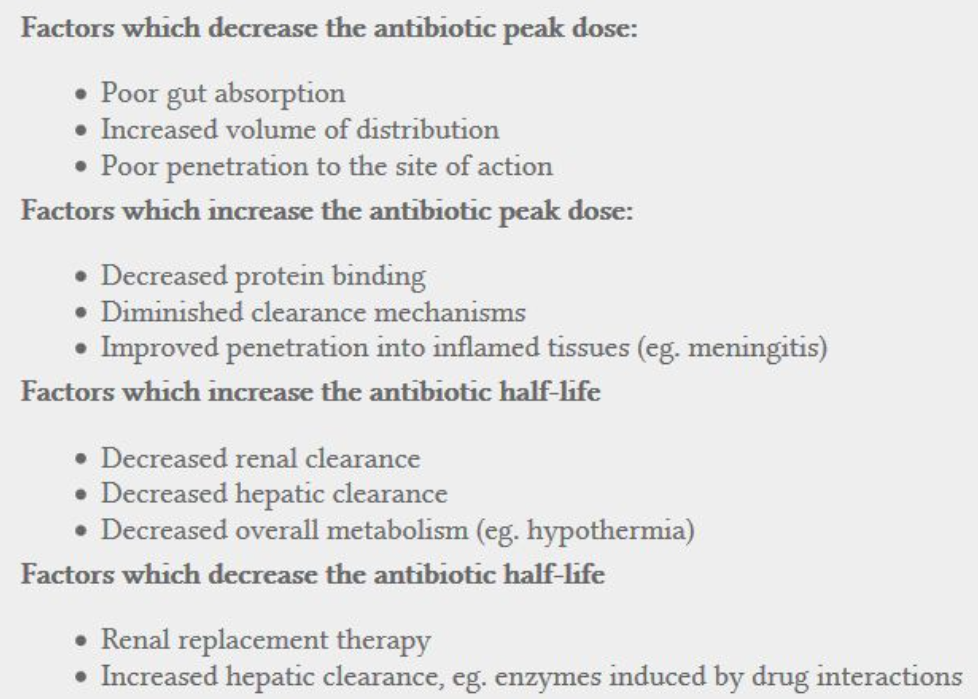 Factors which decrease the antibiotic peak dose:
• Poor gut absorption
• Increased volume of distribution
• Poor penetration to the site of action
Factors which increase the antibiotic peak dose:
• Decreased protein binding
• Diminished clearance mechanisms
• Improved penetration into inflamed tissues (eg. meningitis)
Factors which increase the antibiotic half-life
• Decreased renal clearance
• Decreased hepatic clearance
• Decreased overall metabolism (eg. hypothermia)
Factors which decrease the antibiotic half-life
• Renal replacement therapy
• Increased hepatic clearance, eg. enzymes induced by drug interactions